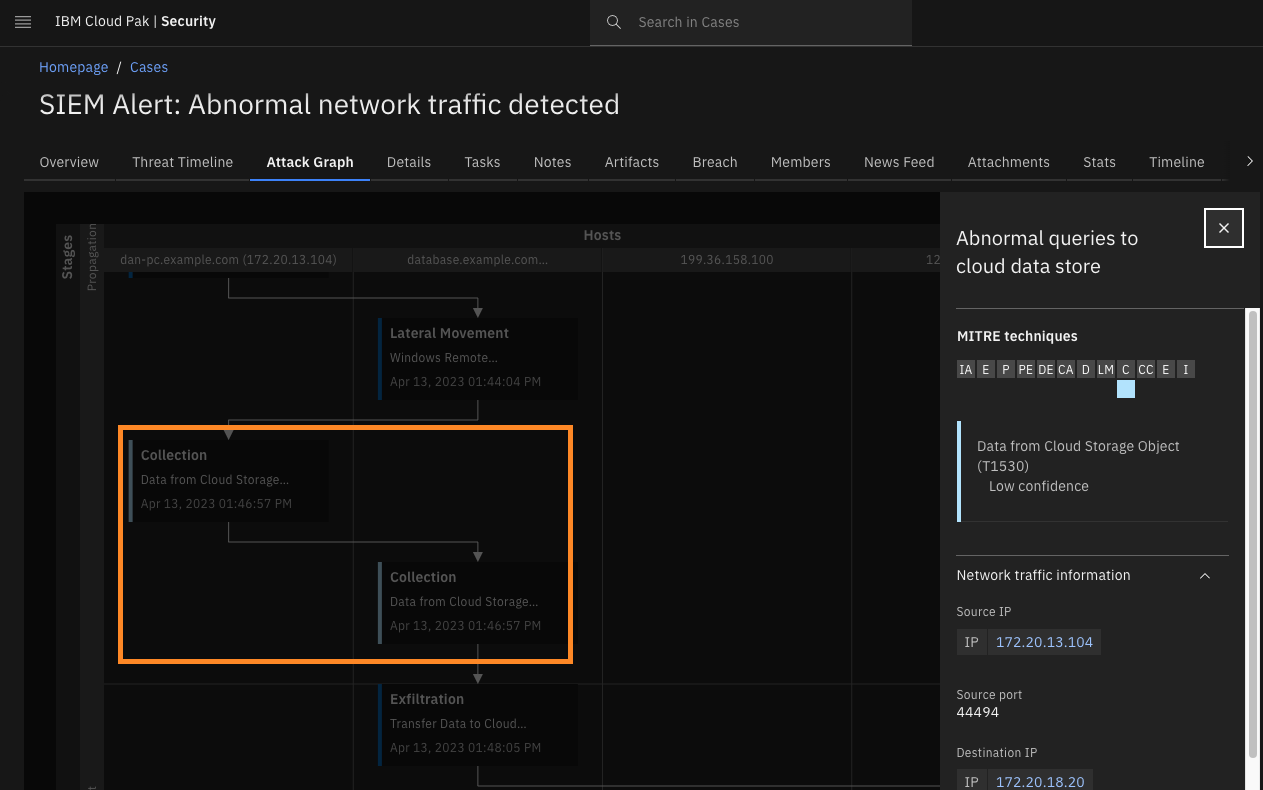 IBM Cloud Pak | Security
Search in Cases
Homepage / Cases
SIEM Alert: Abnormal network traffic detected
Overview Threat Timeline Attack Graph Details Tasks Notes Artifacts Breach Members News Feed Attachments Stats Timeline
Stages
Propagation
Hosts
dan-pc.example.com (172.20.13.104) database.example.com... 199.36.158.100 12
Lateral Movement
Windows Remote...
Apr 13, 2023 01:44:04 PM
Collection
Data from Cloud Storage...
Apr 13, 2023 01:46:57 PM
Collection
Data from Cloud Storage...
Apr 13, 2023 01:46:57 PM
Exfiltration
Transfer Data to Cloud...
Apr 13, 2023 01:48:05 PM
Abnormal queries to
cloud data store
MITRE techniques
IA E P PE DE CA D LM C CC E I
Data from Cloud Storage Object
(T1530)
Low confidence
Network traffic information
Source IP
IP 172.20.13.104
Source port
44494
Destination IP
IP 172.20.18.20